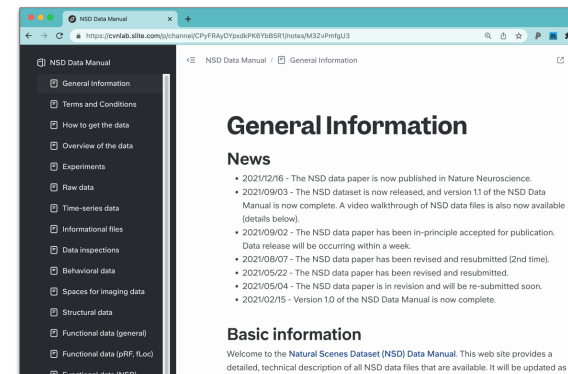 NSD Data Manual
https://cvnlab.slite.com/p/channel/CPyFRAyDYpxdkPK6YbB5R1/notes/M3ZvPmfgU3
NSD Data Manual
General Information
Terms and Conditions
How to get the data
Overview of the data
Experiments
Raw data
Time-series data
Informational files
Data inspections
Behavioral data
Spaces for imaging data
Structural data
Functional data (general)
Functional data (pRF, fLoc)
Functional data (NSD)
NSD Data Manual / General Information
General Information
News
• 2021/12/16 - The NSD data paper is now published in Nature Neuroscience.
• 2021/09/03 - The NSD dataset is now released, and version 1.1 of the NSD Data
Manual is now complete. A video walkthrough of NSD data files is also now available
(details below).
• 2021/09/02 - The NSD data paper has been in-principle accepted for publication.
Data release will be occurring within a week.
• 2021/08/07 - The NSD data paper has been revised and resubmitted (2nd time).
• 2021/05/22 - The NSD data paper has been revised and resubmitted.
• 2021/05/04 - The NSD data paper is in revision and will be re-submitted soon.
• 2021/02/15 - Version 1.0 of the NSD Data Manual is now complete.
Basic information
Welcome to the Natural Scenes Dataset (NSD) Data Manual. This web site provides a
detailed, technical description of all NSD data files that are available. It will be updated as